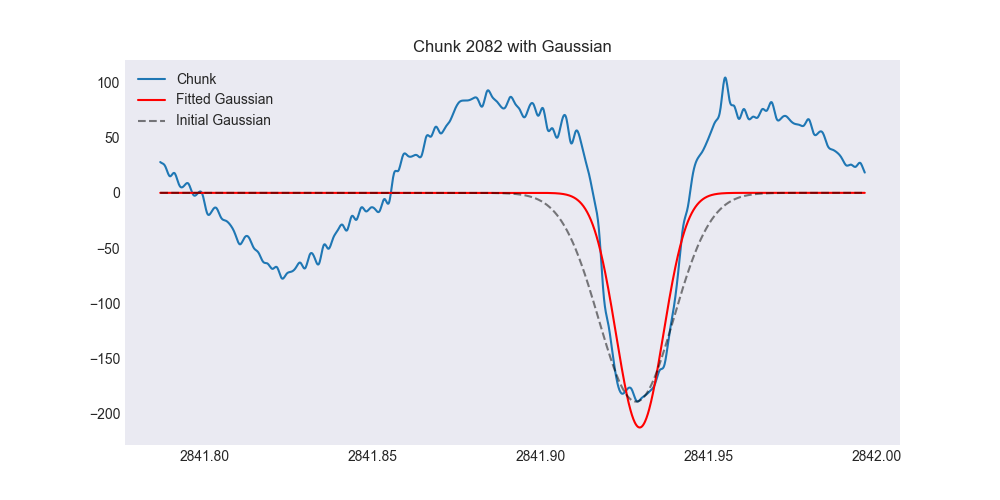 Chunk 2082 with Gaussian
Chunk
Fitted Gaussian
Initial Gaussian
100
50
0
−50
−100
−150
−200
2841.80 2841.85 2841.90 2841.95 2842.00